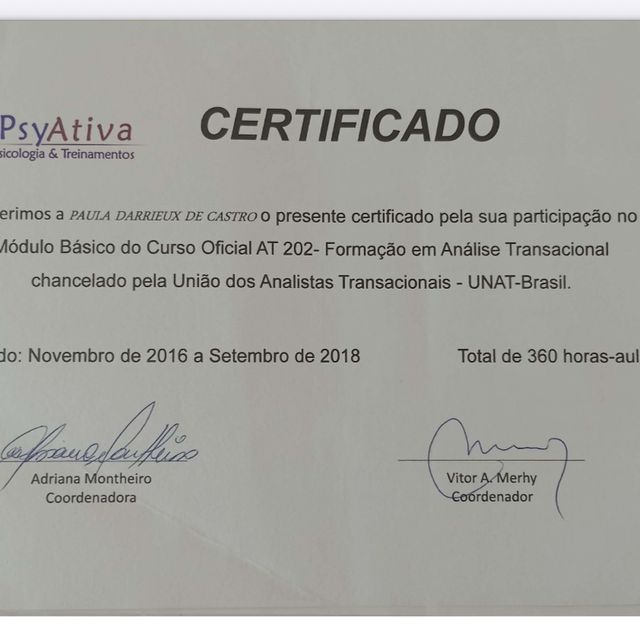 PsyAtiva
sicologia & Treinamentos
CERTIFICADO
erimos a PAULA DARRIEUX DE CASTRO o presente certificado pela sua participação no
Módulo Básico do Curso Oficial AT 202- Formação em Análise Transacional
chancelado pela União dos Analistas Transacionais - UNAT-Brasil.
do: Novembro de 2016 a Setembro de 2018 Total de 360 horas-aul
Adriana Montheiro
Coordenadora
Vitor A. Merhy
Coordenador